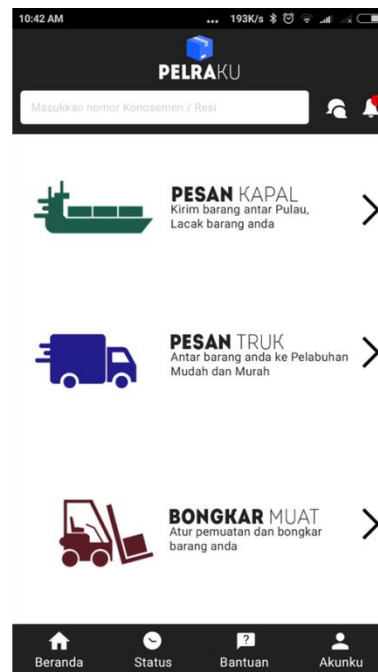 10:42 AM
... 193K/s
PELRAKU
Masukkan nomor Konosemen / Resi
PESAN KAPAL
Kirim barang antar Pulau,
Lacak barang anda
PESAN TRUK
Antar barang anda ke Pelabuhan
Mudah dan Murah
BONGKAR MUAT
Atur pemuatan dan bongkar
barang anda
?
Beranda Status Bantuan Akunku